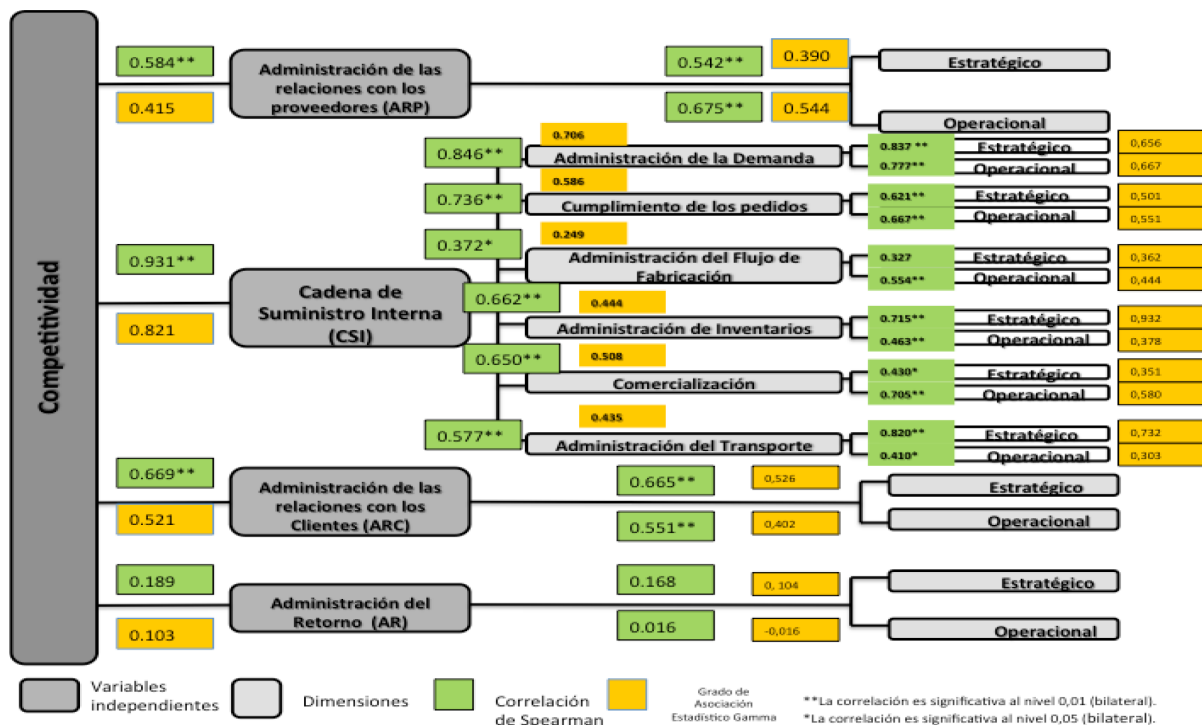 Competitividad
0.584**
0.415
Administración de las
relaciones con los
proveedores (ARP)
0.542**
0.390
Estratégico
0.675**
0.544
Operacional
0.931**
0.821
Cadena de
Suministro Interna
(CSI)
0.846**
0.706
Administración de la Demanda
0.837 **
Estratégico
0,656
0.777**
Operacional
0,667
0.736**
0.586
Cumplimiento de los pedidos
0.621**
Estratégico
0,501
0.667**
Operacional
0,551
0.372*
0.249
Administración del Flujo de
Fabricación
0.327
Estratégico
0,362
0.554**
Operacional
0,444
0.662**
0.444
Administración de Inventarios
0.715**
Estratégico
0,932
0.463**
Operacional
0,378
0.650**
0.508
Comercialización
0.430*
Estratégico
0,351
0.705**
Operacional
0,580
0.577**
0.435
Administración del Transporte
0.820**
Estratégico
0,732
0.410*
Operacional
0,303
0.669**
0.521
Administración de las
relaciones con los
Clientes (ARC)
0.665**
0,526
Estratégico
0.551**
0,402
Operacional
0.189
0.103
Administración del
Retorno (AR)
0.168
0, 104
Estratégico
0.016
-0,016
Operacional
Variables
independientes
Dimensiones
Correlación
de Spearman
Grado de
Asociación
Estadístico Gamma
**La correlación es significativa al nivel 0,01 (bilateral).
*La correlación es significativa al nivel 0,05 (bilateral).